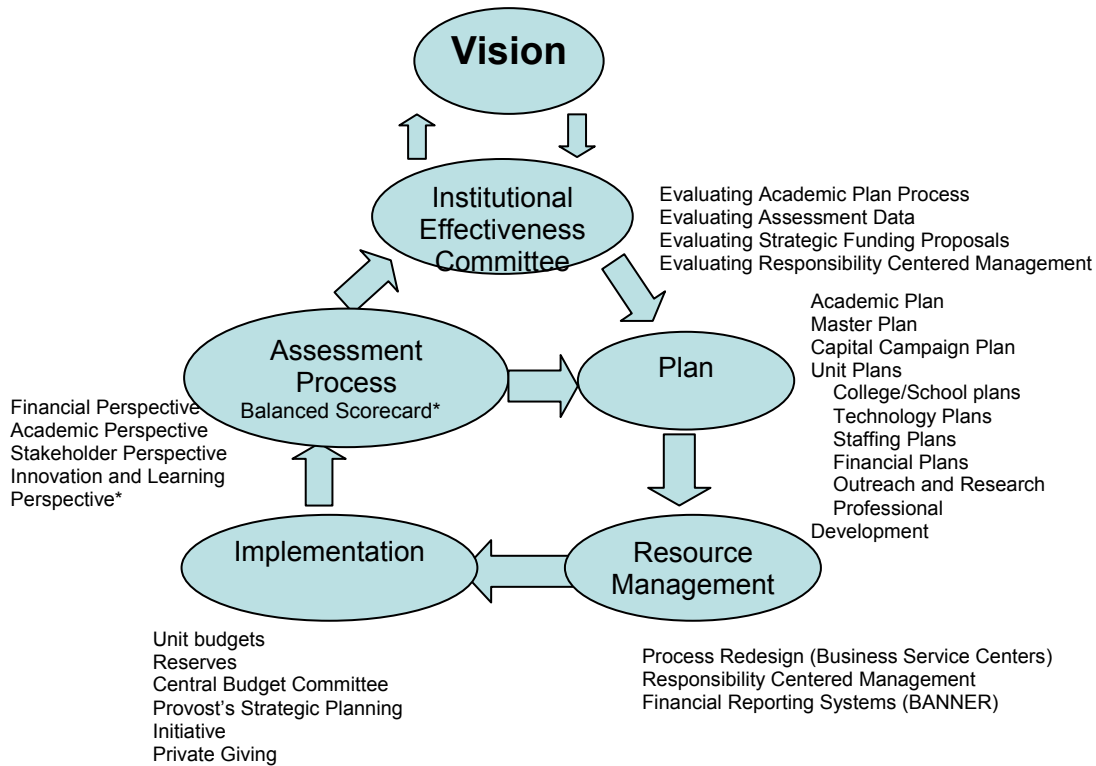 Vision
Institutional
Effectiveness
Committee
Evaluating Academic Plan Process
Evaluating Assessment Data
Evaluating Strategic Funding Proposals
Evaluating Responsibility Centered Management
Assessment
Process
Balanced Scorecard*
Plan
Academic Plan
Master Plan
Capital Campaign Plan
Unit Plans
College/School plans
Technology Plans
Staffing Plans
Financial Plans
Outreach and Research
Professional
Development
Financial Perspective
Academic Perspective
Stakeholder Perspective
Innovation and Learning
Perspective*
Implementation
Resource
Management
Unit budgets
Reserves
Central Budget Committee
Provost's Strategic Planning
Initiative
Private Giving
Process Redesign (Business Service Centers)
Responsibility Centered Management
Financial Reporting Systems (BANNER)